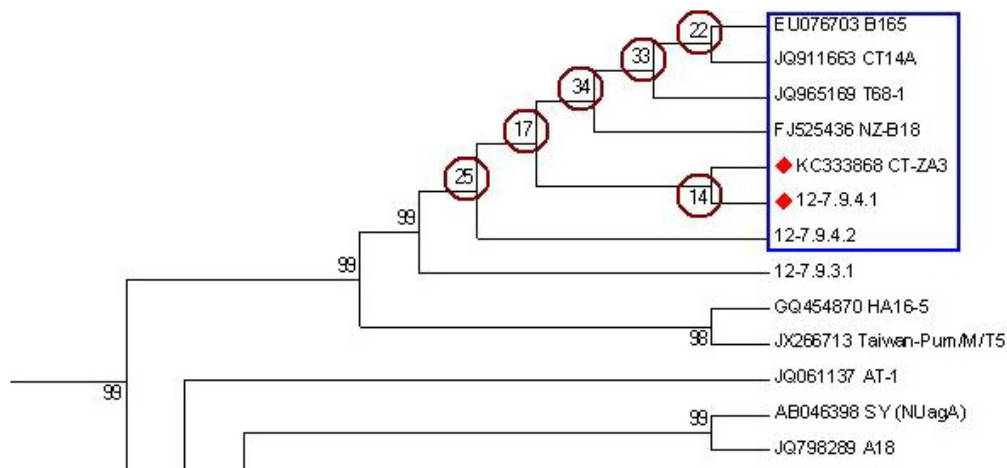 22
EU076703 B165
33
JQ911663 CT14A
34
JQ965169 T68-1
17
FJ525436 NZ-B18
25
KC333868 CT-ZA3
14
12-7.9.4.1
99
12-7.9.4.2
99
12-7.9.3.1
GQ454870 HA16-5
98
JX266713 Taiwan-Pum/M/T5
99
JQ061137 AT-1
99
AB046398 SY (NUagA)
JQ798289 A18